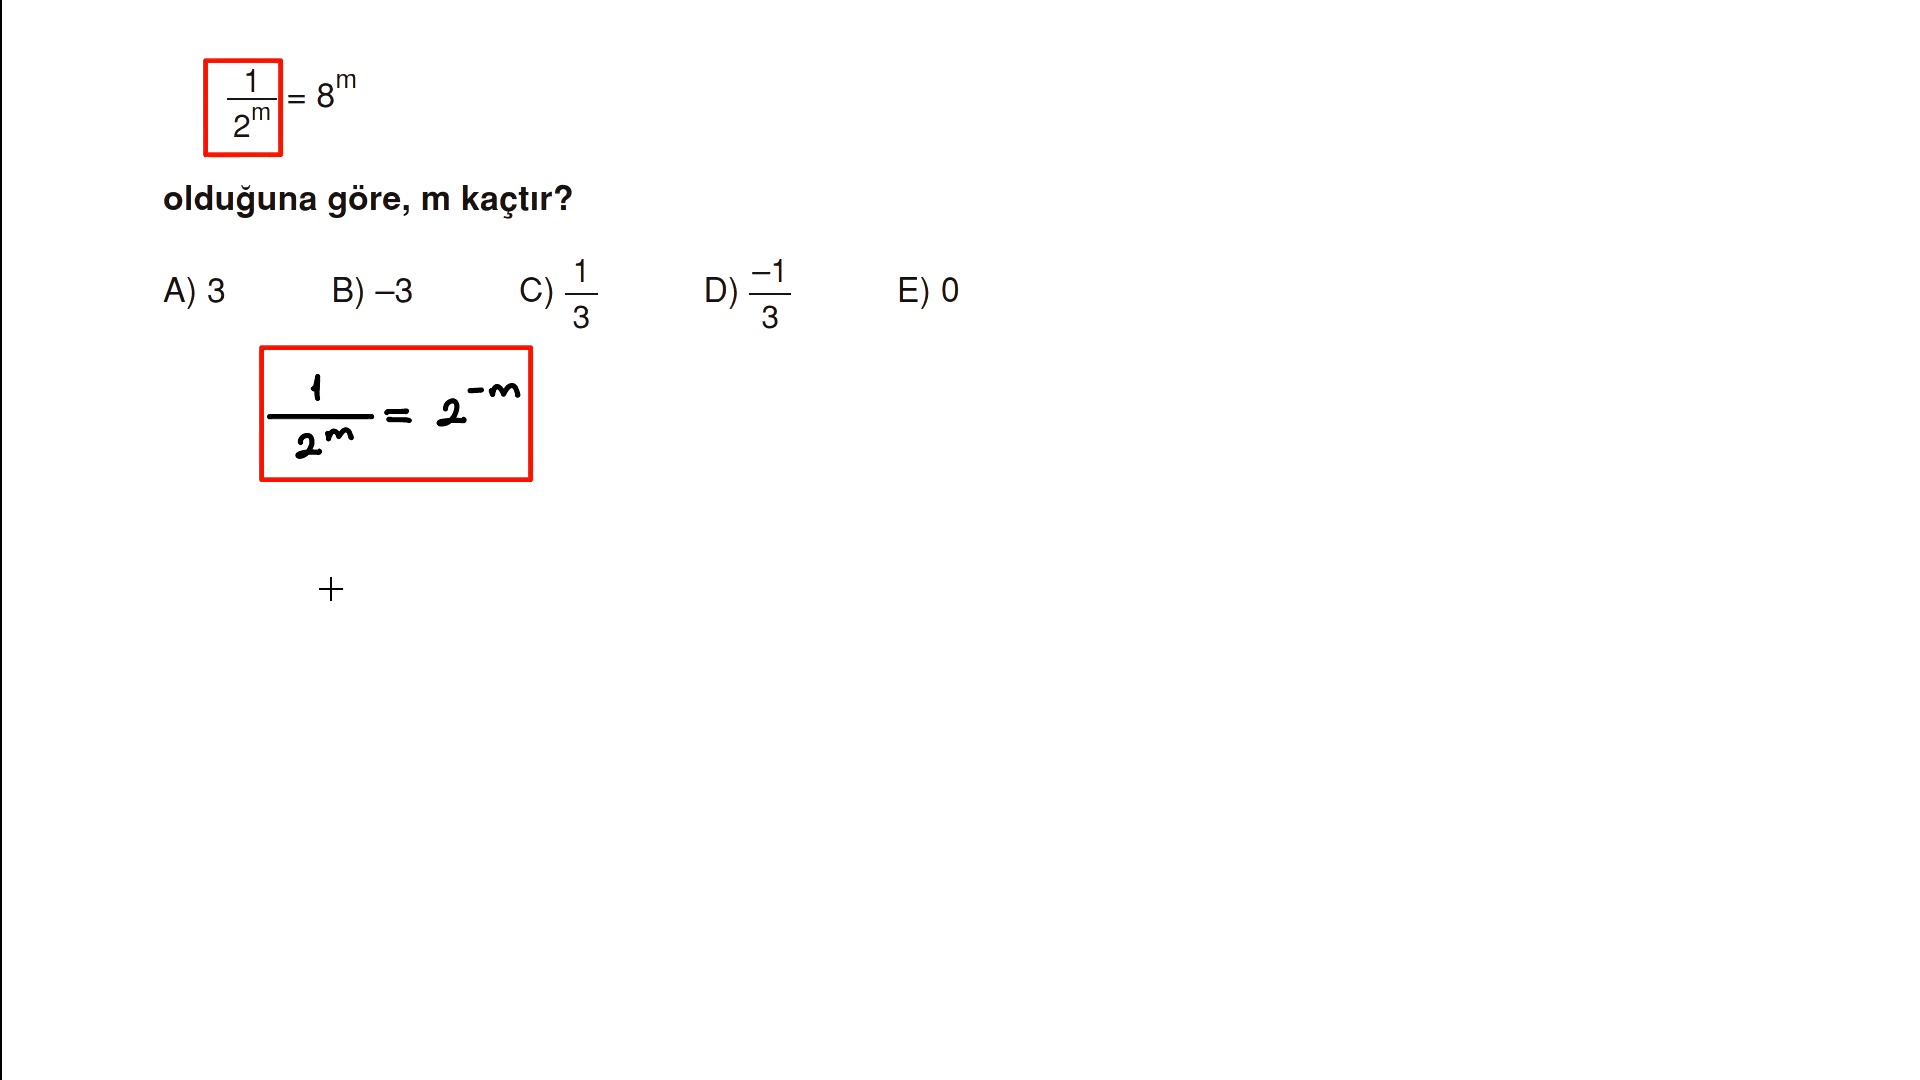 1/2^m = 8^m
olduğuna göre, m kaçtır?
A) 3 B) –3 C) 1/3 D) –1/3 E) 0
1/2^m = 2^-m